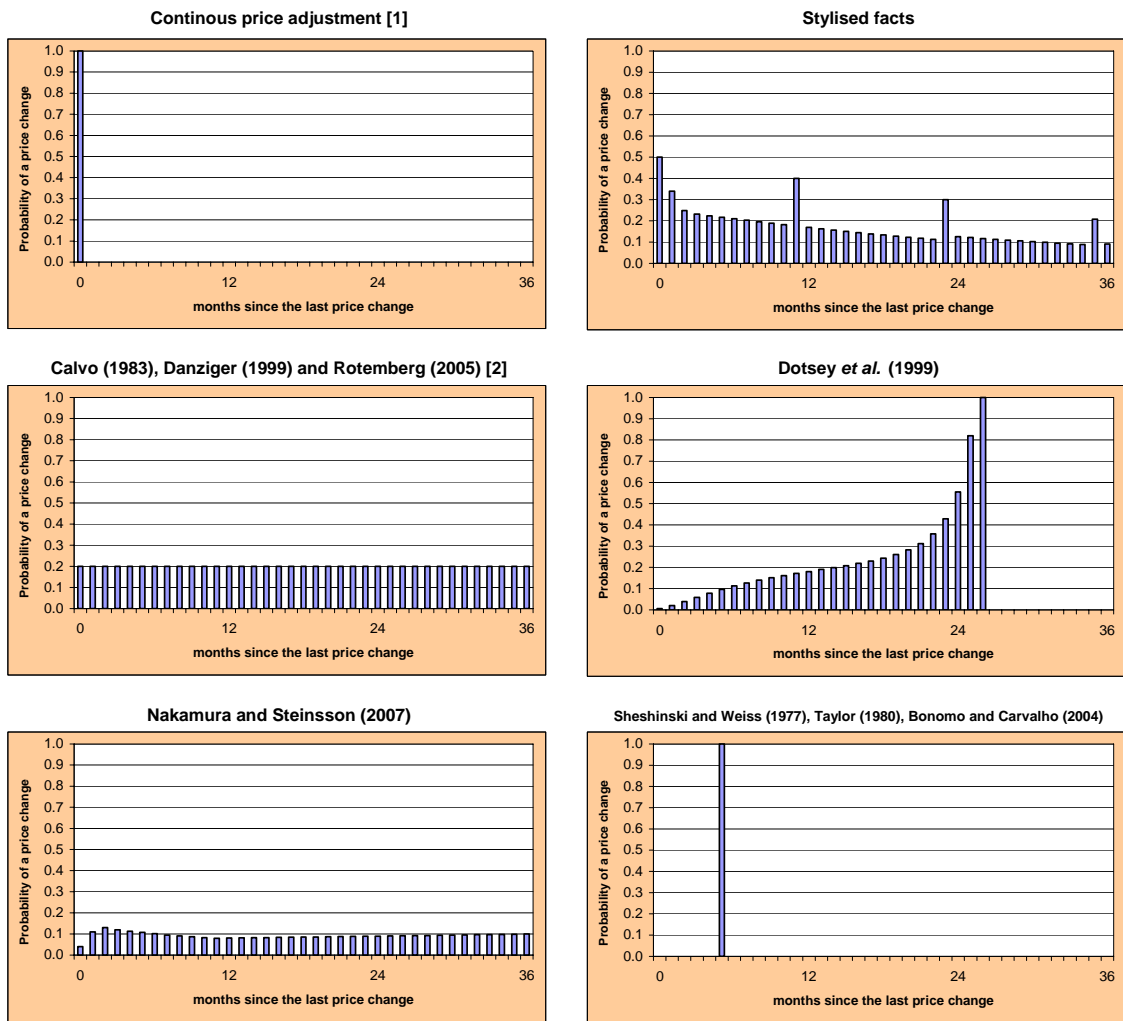 Continous price adjustment [1]
Probability of a price change
1.0
0.9
0.8
0.7
0.6
0.5
0.4
0.3
0.2
0.1
0.0
0 12 24 36
months since the last price change
Stylised facts
Probability of a price change
1.0
0.9
0.8
0.7
0.6
0.5
0.4
0.3
0.2
0.1
0.0
0 12 24 36
months since the last price change
Calvo (1983), Danziger (1999) and Rotemberg (2005) [2]
Probability of a price change
1.0
0.9
0.8
0.7
0.6
0.5
0.4
0.3
0.2
0.1
0.0
0 12 24 36
months since the last price change
Dotsey et al. (1999)
Probability of a price change
1.0
0.9
0.8
0.7
0.6
0.5
0.4
0.3
0.2
0.1
0.0
0 12 24 36
months since the last price change
Nakamura and Steinsson (2007)
Probability of a price change
1.0
0.9
0.8
0.7
0.6
0.5
0.4
0.3
0.2
0.1
0.0
0 12 24 36
months since the last price change
Sheshinski and Weiss (1977), Taylor (1980), Bonomo and Carvalho (2004)
Probability of a price change
1.0
0.9
0.8
0.7
0.6
0.5
0.4
0.3
0.2
0.1
0.0
0 12 24 36
months since the last price change